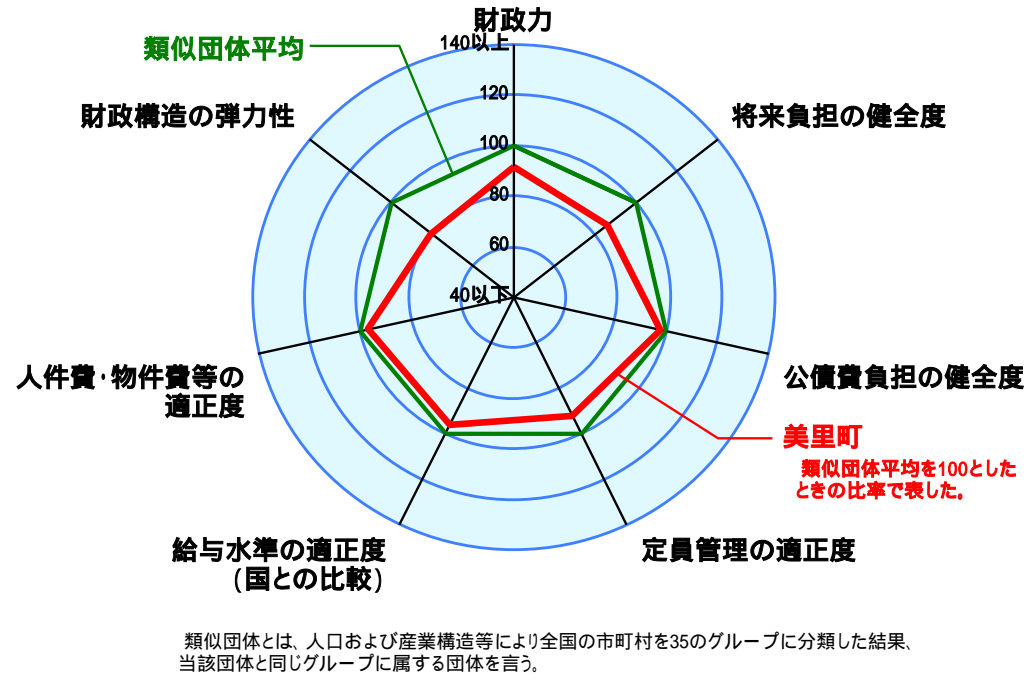 財政力
140以上
類似団体平均
120
財政構造の弾力性
将来負担の健全度
100
80
60
40以下
人件費・物件費等の
適正度
公債費負担の健全度
美里町
類似団体平均を100とした
ときの比率で表した。
給与水準の適正度
(国との比較)
定員管理の適正度
類似団体とは、人口および産業構造等により全国の市町村を35のグループに分類した結果、
当該団体と同じグループに属する団体を言う。